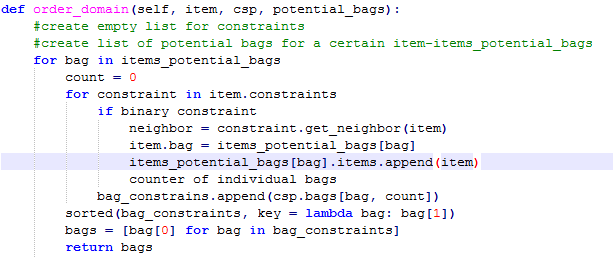 def order_domain(self, item, csp, potential_bags):
    #create empty list for constraints
    #create list of potential bags for a certain item-items_potential_bags
    for bag in items_potential_bags
        count = 0
        for constraint in item.constraints
            if binary constraint
                neighbor = constraint.get_neighbor(item)
                item.bag = items_potential_bags[bag]
                items_potential_bags[bag].items.append(item)
                counter of individual bags
            bag_constrains.append(csp.bags[bag, count])
        sorted(bag_constraints, key = lambda bag: bag[1])
        bags = [bag[0] for bag in bag_constraints]
        return bags